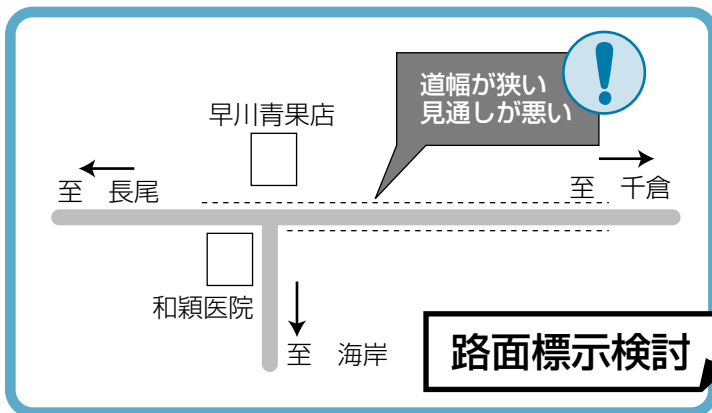 道幅が狭い
見通しが悪い
!
早川青果店
至 長尾
至 千倉
和穎医院
至 海岸
路面標示検討